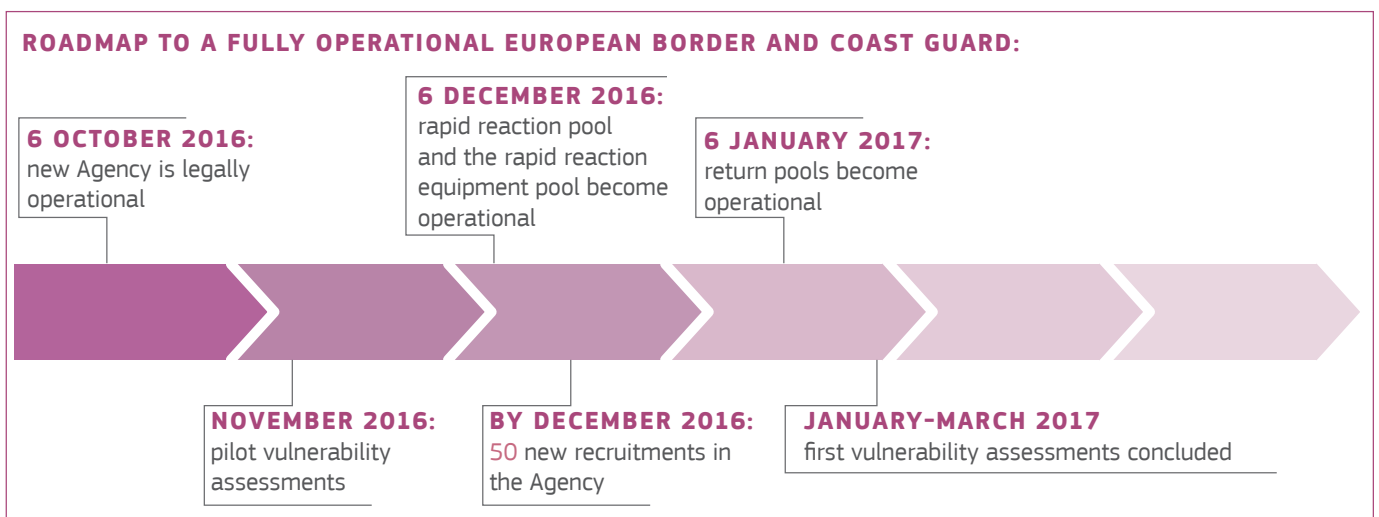 ROADMAP TO A FULLY OPERATIONAL EUROPEAN BORDER AND COAST GUARD:
6 OCTOBER 2016:
new Agency is legally
operational
6 DECEMBER 2016:
rapid reaction pool
and the rapid reaction
equipment pool become
operational
6 JANUARY 2017:
return pools become
operational
NOVEMBER 2016:
pilot vulnerability
assessments
BY DECEMBER 2016:
50 new recruitments in
the Agency
JANUARY-MARCH 2017
first vulnerability assessments concluded